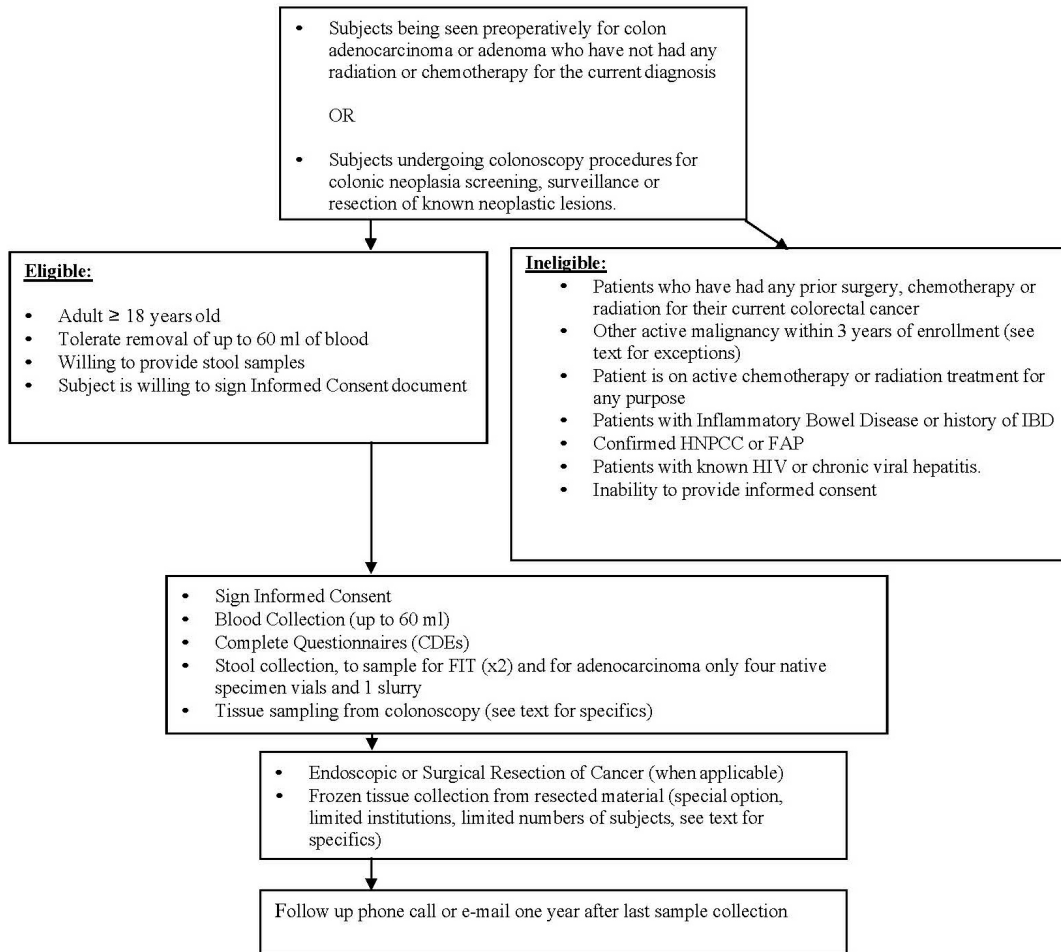 • Subjects being seen preoperatively for colon
adenocarcinoma or adenoma who have not had any
radiation or chemotherapy for the current diagnosis
OR
• Subjects undergoing colonoscopy procedures for
colonic neoplasia screening, surveillance or
resection of known neoplastic lesions.
Eligible:
• Adult ≥ 18 years old
• Tolerate removal of up to 60 ml of blood
• Willing to provide stool samples
• Subject is willing to sign Informed Consent document
Ineligible:
• Patients who have had any prior surgery, chemotherapy or
radiation for their current colorectal cancer
• Other active malignancy within 3 years of enrollment (see
text for exceptions)
• Patient is on active chemotherapy or radiation treatment for
any purpose
• Patients with Inflammatory Bowel Disease or history of IBD
• Confirmed HNPCC or FAP
• Patients with known HIV or chronic viral hepatitis.
• Inability to provide informed consent
• Sign Informed Consent
• Blood Collection (up to 60 ml)
• Complete Questionnaires (CDEs)
• Stool collection, to sample for FIT (x2) and for adenocarcinoma only four native
specimen vials and 1 slurry
• Tissue sampling from colonoscopy (see text for specifics)
• Endoscopic or Surgical Resection of Cancer (when applicable)
• Frozen tissue collection from resected material (special option,
limited institutions, limited numbers of subjects, see text for
specifics)
Follow up phone call or e-mail one year after last sample collection